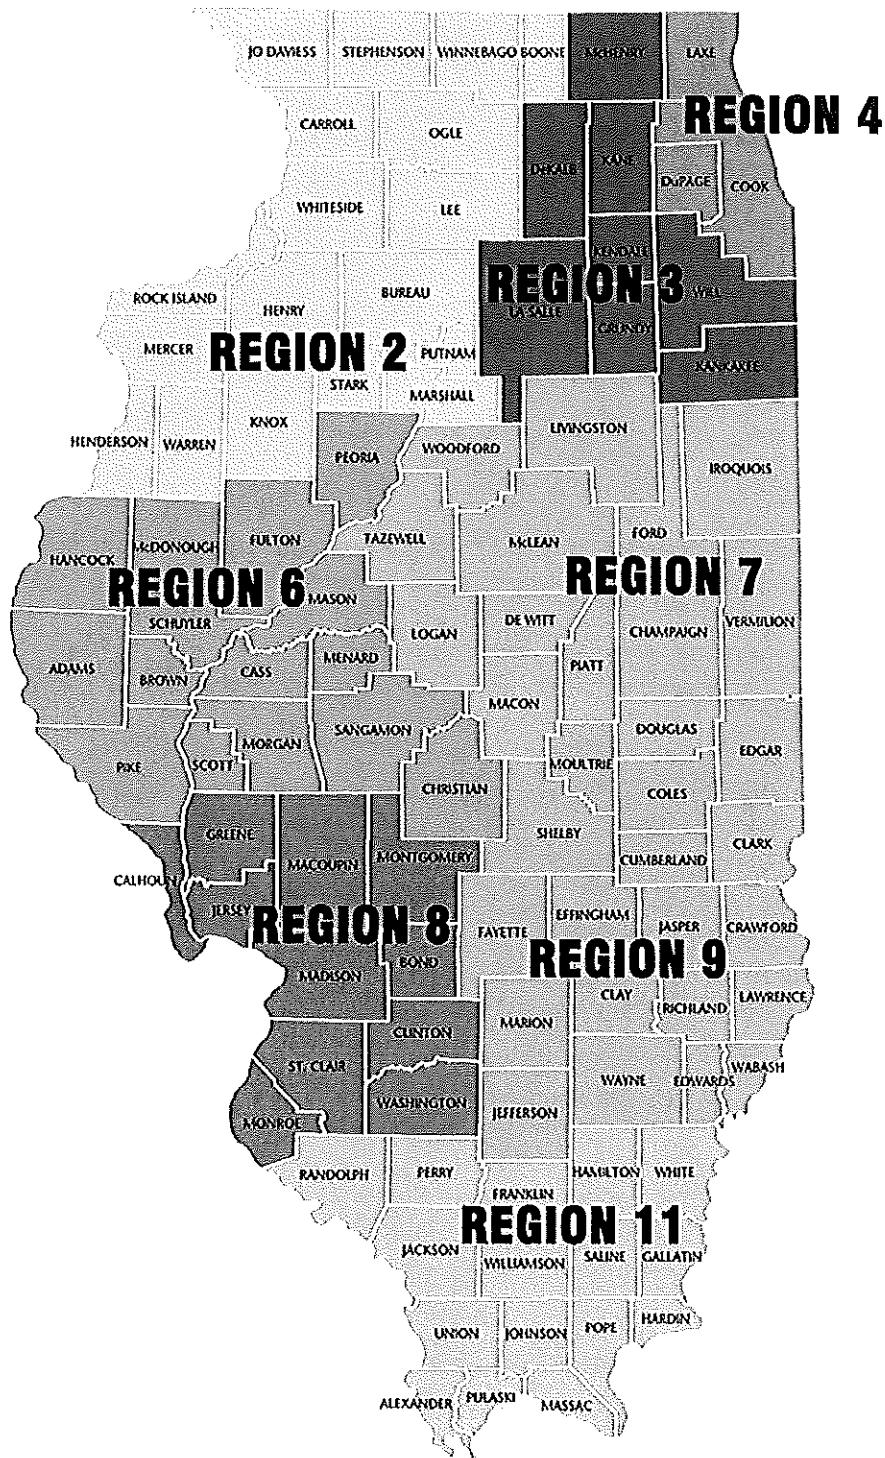 JO DAVIESS STEPHENSON WINNEBAGO BOONE McHENRY LAKE
REGION 4
CARROLL OGLE
DEKALB KANE
DuPAGE COOK
WHITESIDE LEE
KENDALL
REGION 3
ROCK ISLAND HENRY BUREAU LA SALLE WILL
GRUNDY
MERCER REGION 2 PUTNAM
KANKAKEE
STARK
MARSHALL
HENDERSON WARREN KNOX
PEORIA WOODFORD LIVINGSTON
IROQUOIS
HANCOCK McDONOUGH FULTON TAZEWELL McLEAN FORD
REGION 6 REGION 7
MASON
SCHUYLER LOGAN DE WITT CHAMPAIGN VERMILION
ADAMS BROWN CASS MENARD PIATT
MACON
SANGAMON DOUGLAS
MORGAN EDGAR
PIKE SCOTT MOULTRIE
CHRISTIAN COLES
GREENE SHELBY
MACOUPIN MONTGOMERY CUMBERLAND CLARK
CALHOUN
JERSEY EFFINGHAM
REGION 8 FAYETTE JASPER CRAWFORD
REGION 9
BOND
MADISON
CLAY RICHLAND LAWRENCE
CLINTON MARION
ST. CLAIR WABASH
WAYNE EDWARDS
WASHINGTON
MONROE JEFFERSON
RANDOLPH PERRY HAMILTON WHITE
FRANKLIN
REGION 11
JACKSON WILLIAMSON SALINE GALLATIN
UNION JOHNSON POPE HARDIN
ALEXANDER PULASKI MASSAC